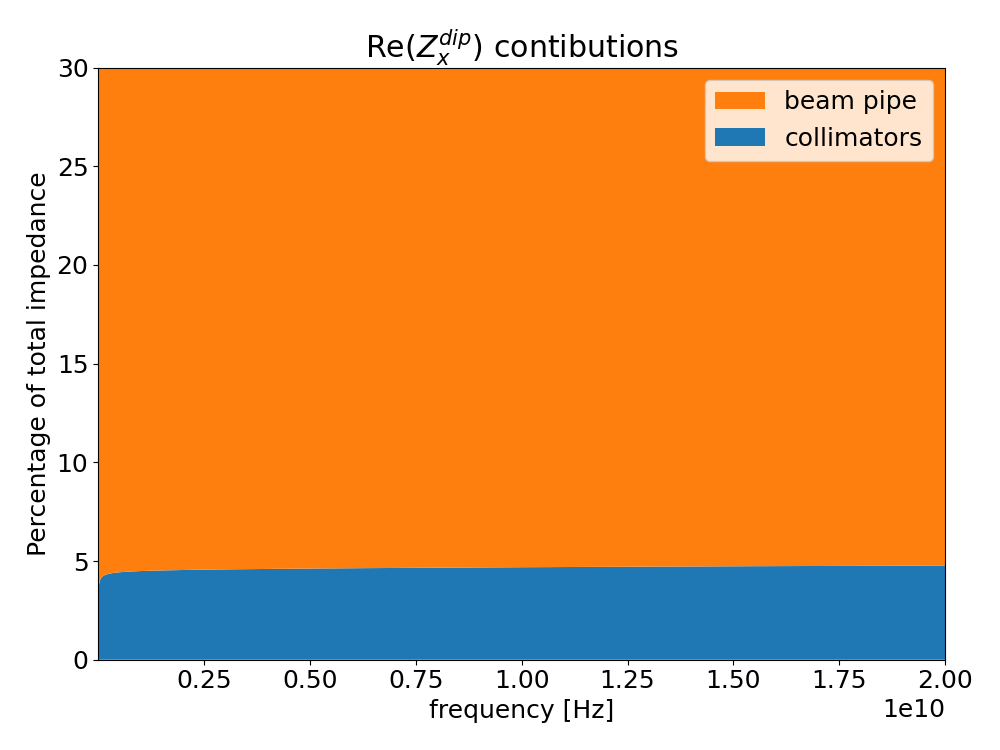 Re(Z_x^{dip}) contibutions
30
25
20
15
10
5
0
Percentage of total impedance
beam pipe
collimators
0.25 0.50 0.75 1.00 1.25 1.50 1.75 2.00
1e10
frequency [Hz]